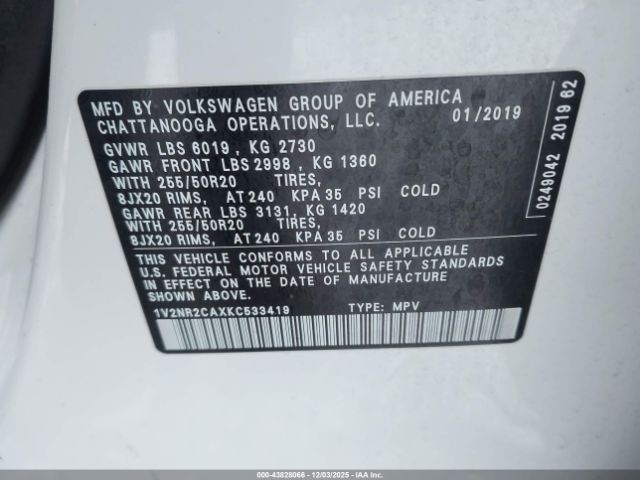 MFD BY VOLKSWAGEN GROUP OF AMERICA
CHATTANOOGA OPERATIONS, LLC. 01/2019
GVWR LBS 6019 , KG 2730
GAWR FRONT LBS 2998 , KG 1360
WITH 255/50R20 TIRES,
8JX20 RIMS, AT 240 KPA 35 PSI COLD
GAWR REAR LBS 3131, KG 1420
WITH 255/50R20 TIRES,
8JX20 RIMS, AT 240 KPA 35 PSI COLD
THIS VEHICLE CONFORMS TO ALL APPLICABLE
U.S. FEDERAL MOTOR VEHICLE SAFETY STANDARDS
IN EFFECT ON THE DATE OF MANUFACTURE
SHOWN ABOVE.
1V2NR2CAXKC533419 TYPE: MPV
0249042 2019 62
000-43828066 - 12/03/2025 - IAA Holdings, LLC.